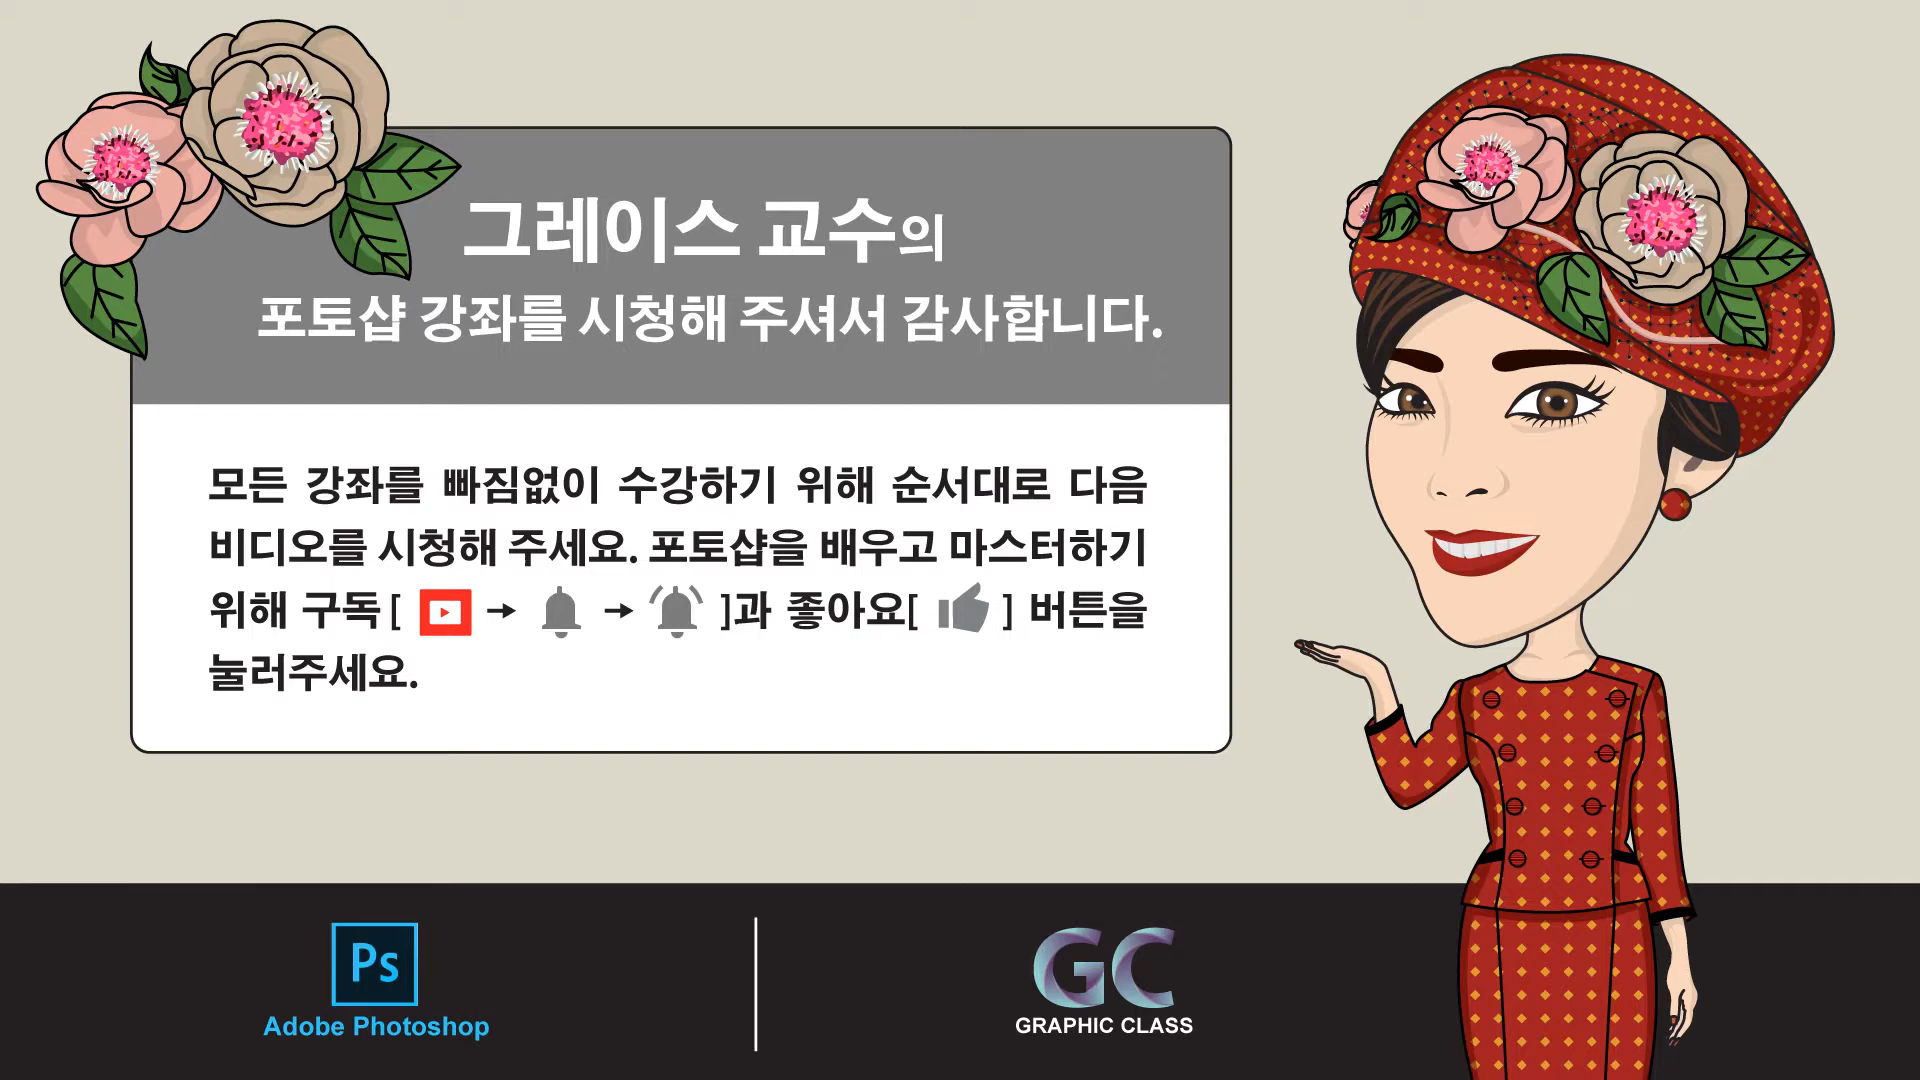 그레이스 교수의
포토샵 강좌를 시청해 주셔서 감사합니다.
모든 강좌를 빠짐없이 수강하기 위해 순서대로 다음
비디오를 시청해 주세요. 포토샵을 배우고 마스터하기
위해 구독[ → → ]과 좋아요[ ] 버튼을
눌러주세요.
Ps
Adobe Photoshop
GC
GRAPHIC CLASS